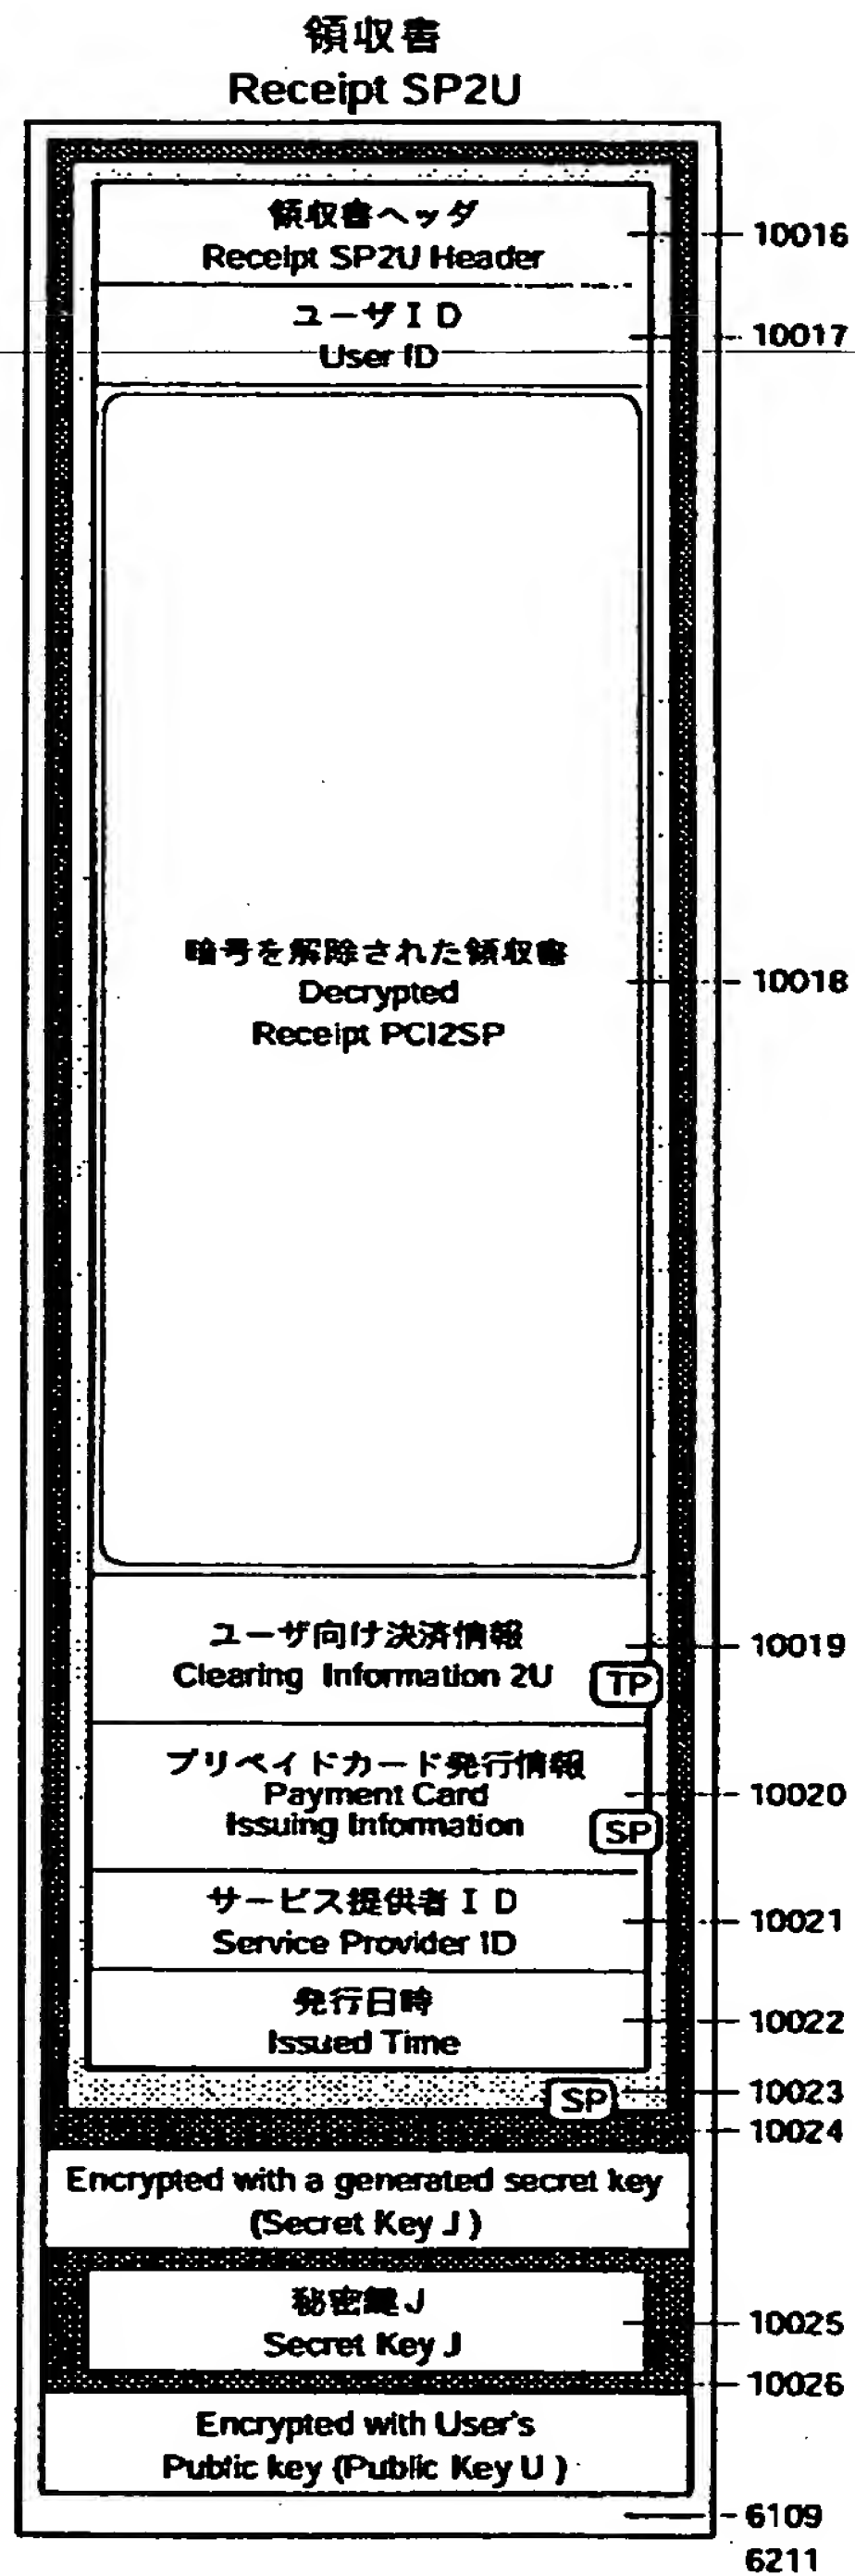 領収書
Receipt SP2U
領収書ヘッダ
Receipt SP2U Header
10016
ユーザID
User ID
10017
暗号を解除された領収書
Decrypted
Receipt PCI2SP
10018
ユーザ向け決済情報
Clearing Information 2U
TP
10019
プリペイドカード発行情報
Payment Card
Issuing Information
SP
10020
サービス提供者ID
Service Provider ID
10021
発行日時
Issued Time
10022
SP
10023
10024
Encrypted with a generated secret key
(Secret Key J)
秘密鍵J
Secret Key J
10025
10026
Encrypted with User's
Public key (Public Key U)
6109
6211